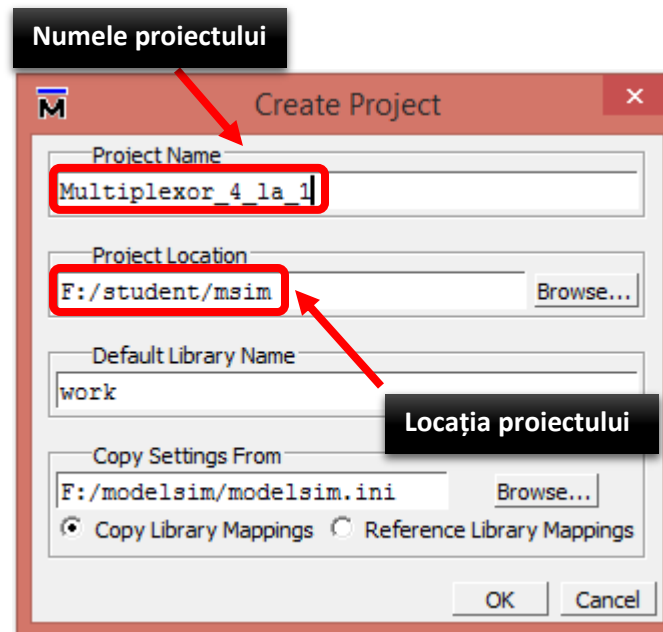 Numele proiectului
M
Create Project
×
Project Name
Multiplexor_4_la_1
Project Location
F:/student/msim
Browse...
Default Library Name
work
Locația proiectului
Copy Settings From
F:/modelsim/modelsim.ini
Browse...
Copy Library Mappings
Reference Library Mappings
OK
Cancel